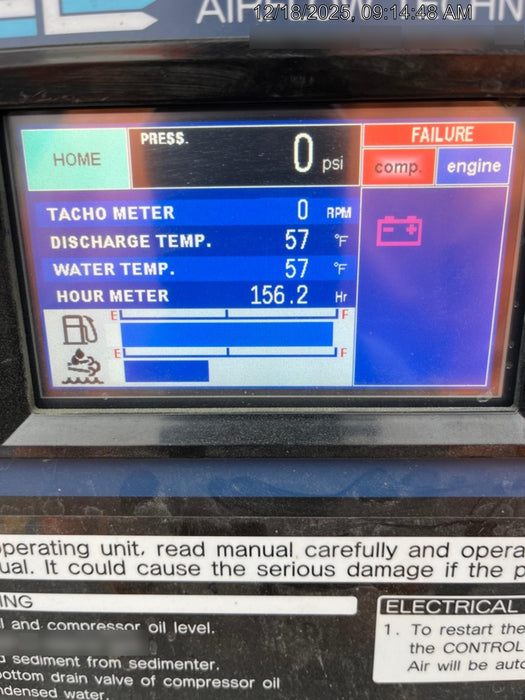 AIR
12/18/2025, 09:14:48 AM
HOME
PRESS.
0 psi
FAILURE
comp. engine
TACHO METER 0 RPM
DISCHARGE TEMP. 57 °F
WATER TEMP. 57 °F
HOUR METER 156.2 Hr
E F
E F
operating unit, read manual carefully and opera
ual. It could cause the serious damage if the p
ING
l and compressor oil level.
sediment from sedimenter.
bottom drain valve of compressor oil
ndensed water.
ELECTRICAL
1. To restart the
the CONTROL
Air will be auto